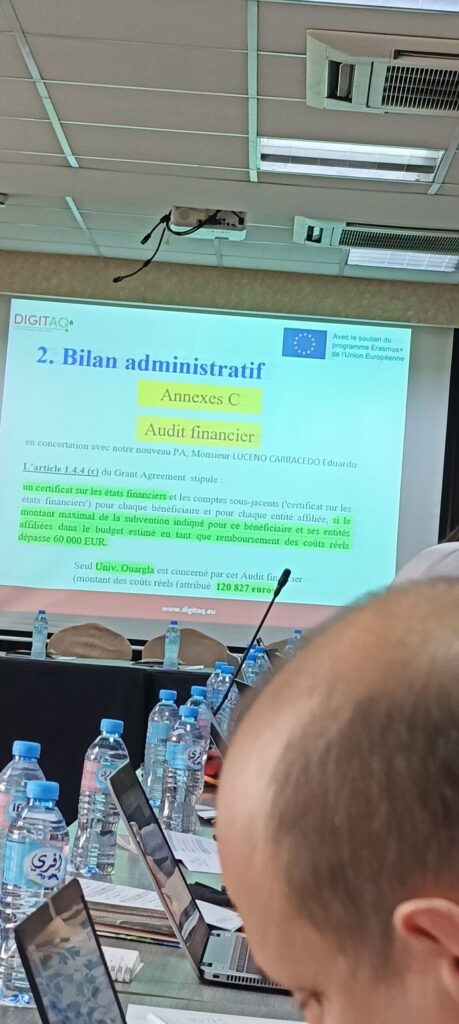 DIGITAQ
Avec le soutien du
programme Erasmus+
de l'Union Européenne
2. Bilan administratif
Annexes C
Audit financier
en concertation avec notre nouveau PA, Monsieur LUCENO CARRACEDO Eduardo
L'article 1.4.4 (c) du Grant Agreement stipule :
un certificat sur les états financiers et les comptes sous-jacents ('certificat sur les
états financiers') pour chaque bénéficiaire et pour chaque entité affiliée, si le
montant maximal de la subvention indiqué pour ce bénéficiaire et ses entités
affiliées dans le budget estimé en tant que remboursement des coûts réels
dépasse 60 000 EUR.
Seul Univ. Ouargla est concerné par cet Audit financier
(montant des coûts réels (attribué 120 827 euros
www.digitaq.eu
إفري
إفري